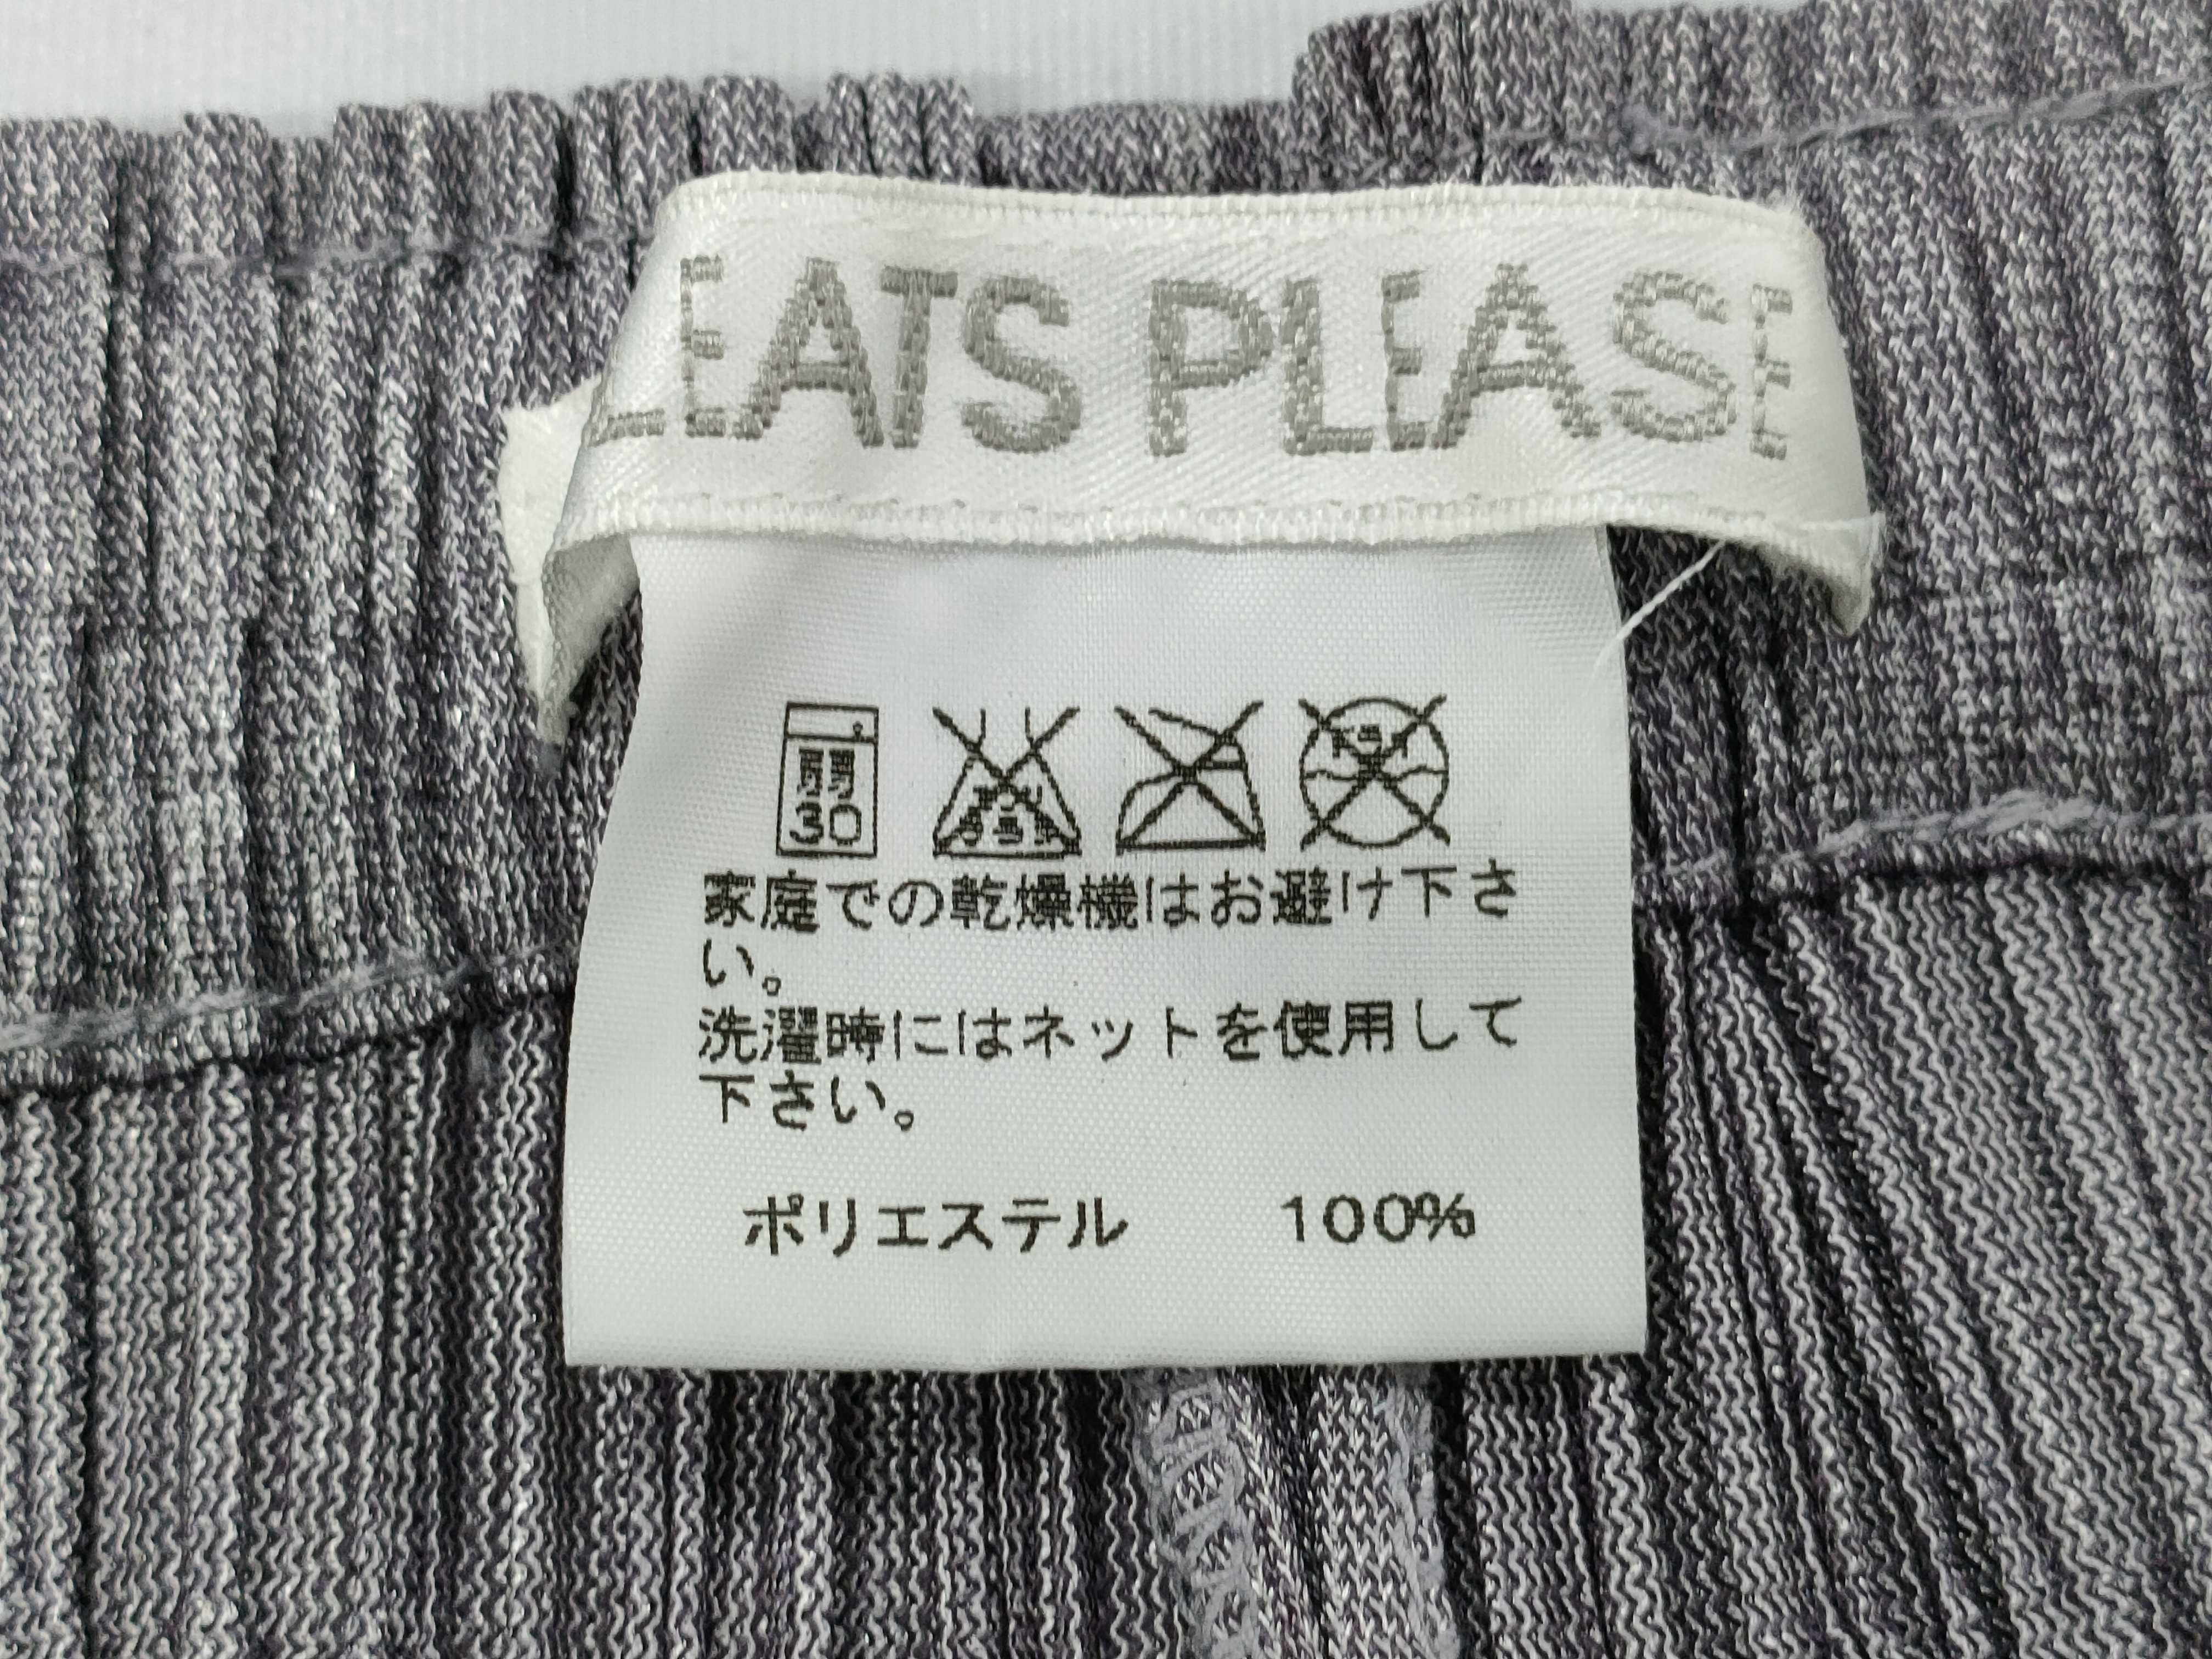 LEATS PLEASE
30
家庭での乾燥機はお避け下さ
い。
洗濯時にはネットを使用して
下さい。
ポリエステル 100%